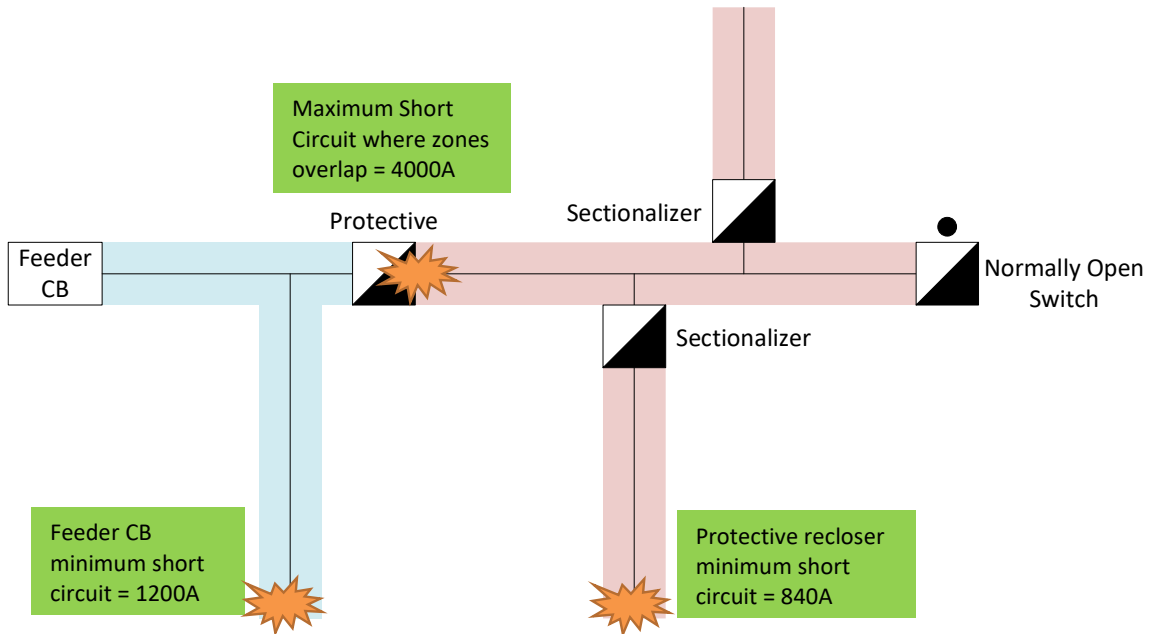 Maximum Short
Circuit where zones
overlap = 4000A
Sectionalizer
Protective
Feeder
CB
Normally Open
Switch
Sectionalizer
Feeder CB
minimum short
circuit = 1200A
Protective recloser
minimum short
circuit = 840A